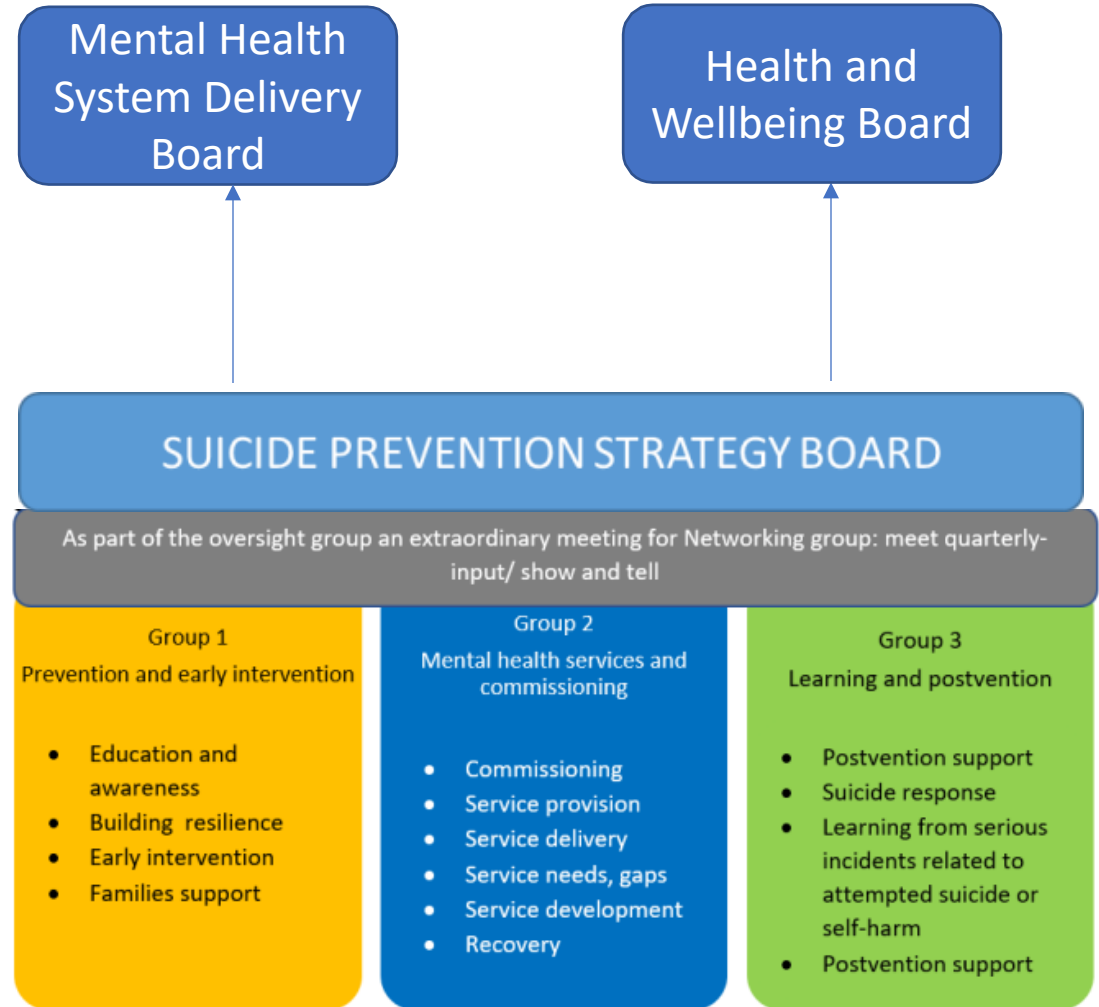 Mental Health
System Delivery
Board
Health and
Wellbeing Board
SUICIDE PREVENTION STRATEGY BOARD
As part of the oversight group an extraordinary meeting for Networking group: meet quarterly-
input/ show and tell
Group 1
Prevention and early intervention
• Education and
awareness
• Building resilience
• Early intervention
• Families support
Group 2
Mental health services and
commissioning
• Commissioning
• Service provision
• Service delivery
• Service needs, gaps
• Service development
• Recovery
Group 3
Learning and postvention
• Postvention support
• Suicide response
• Learning from serious
incidents related to
attempted suicide or
self-harm
• Postvention support